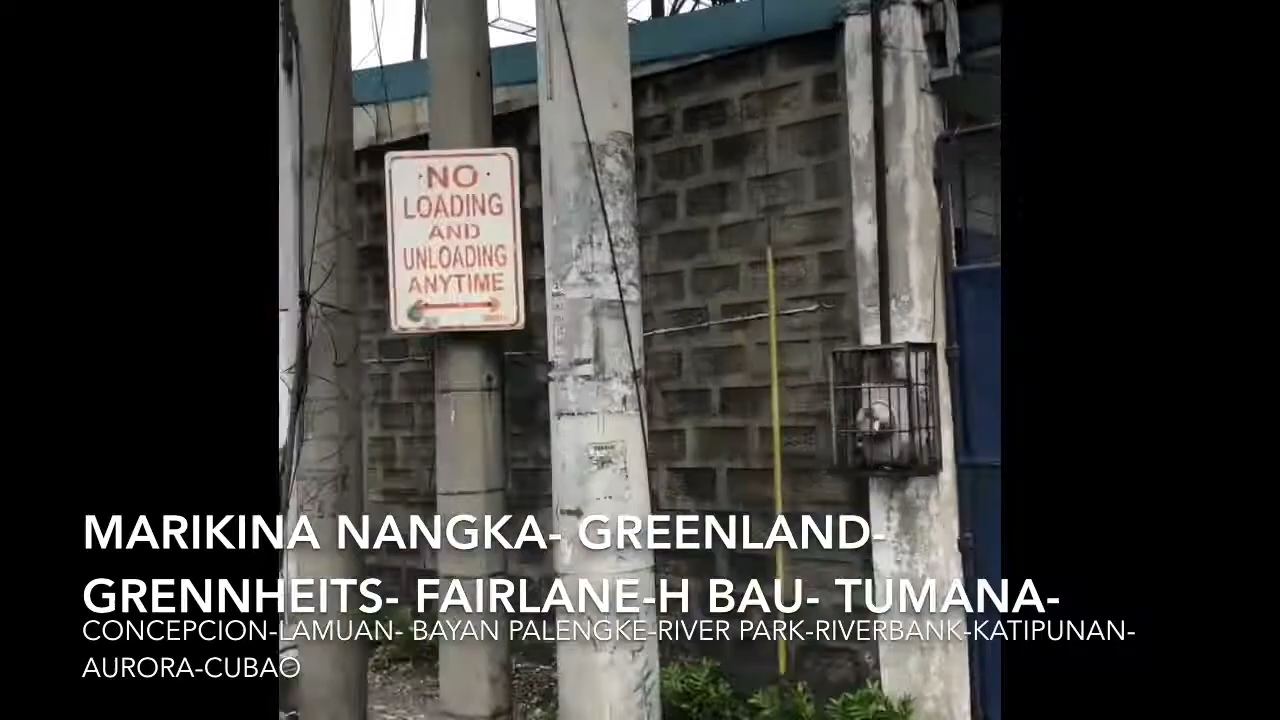 NO
LOADING
AND
UNLOADING
ANYTIME
MARIKINA NANGKA- GREENLAND-
GRENNHEITS- FAIRLANE-H BAU- TUMANA-
CONCEPCION-LAMUAN- BAYAN PALENGKE-RIVER PARK-RIVERBANK-KATIPUNAN-
AURORA-CUBAO